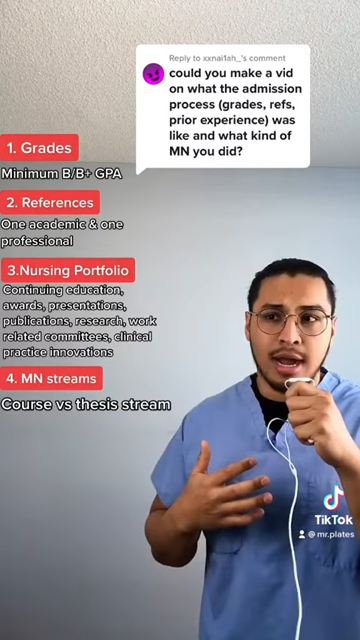 Reply to xxnai1ah_'s comment
could you make a vid
on what the admission
process (grades, refs,
prior experience) was
like and what kind of
MN you did?
1. Grades
Minimum B/B+ GPA
2. References
One academic & one
professional
3.Nursing Portfolio
Continuing education,
awards, presentations,
publications, research, work
related committees, clinical
practice innovations
4. MN streams
Course vs thesis stream
TikTok
@mr.plates